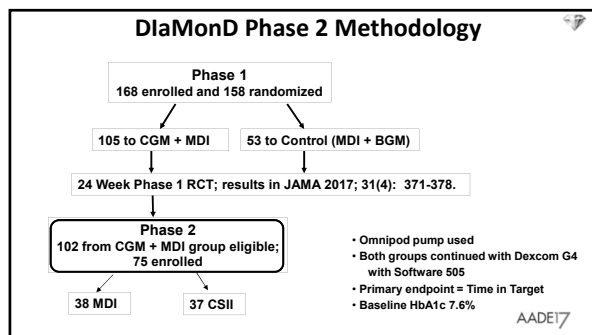 DIaMonD Phase 2 Methodology
Phase 1
168 enrolled and 158 randomized
105 to CGM + MDI
53 to Control (MDI + BGM)
24 Week Phase 1 RCT; results in JAMA 2017; 31(4): 371-378.
Phase 2
102 from CGM + MDI group eligible;
75 enrolled
38 MDI
37 CSII
• Omnipod pump used
• Both groups continued with Dexcom G4
with Software 505
• Primary endpoint = Time in Target
• Baseline HbA1c 7.6%
AADE17